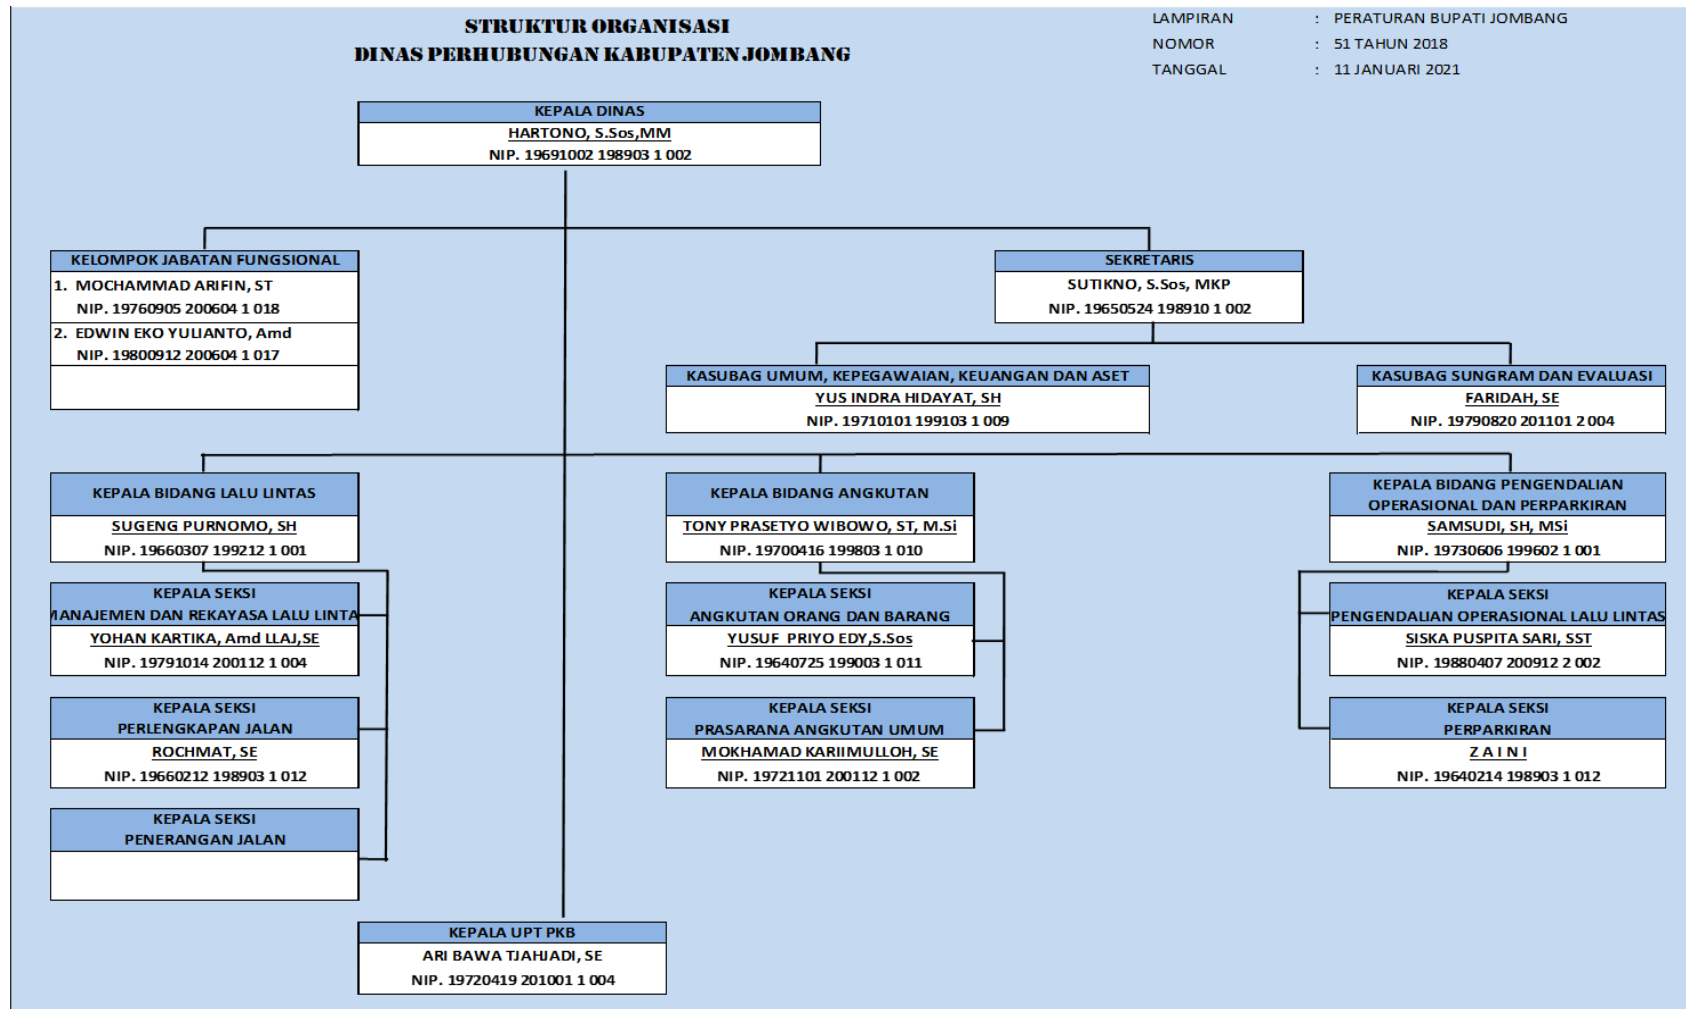 STRUKTUR ORGANISASI
DINAS PERHUBUNGAN KABUPATEN JOMBANG
LAMPIRAN : PERATURAN BUPATI JOMBANG
NOMOR : 51 TAHUN 2018
TANGGAL : 11 JANUARI 2021
KEPALA DINAS
HARTONO, S.Sos,MM
NIP. 19691002 198903 1 002
KELOMPOK JABATAN FUNGSIONAL
1. MOCHAMMAD ARIFIN, ST
NIP. 19760905 200604 1 018
2. EDWIN EKO YULIANTO, Amd
NIP. 19800912 200604 1 017
SEKRETARIS
SUTIKNO, S.Sos, MKP
NIP. 19650524 198910 1 002
KASUBAG UMUM, KEPEGAWAIAN, KEUANGAN DAN ASET
YUS INDRA HIDAYAT, SH
NIP. 19710101 199103 1 009
KASUBAG SUNGRAM DAN EVALUASI
FARIDAH, SE
NIP. 19790820 201101 2 004
KEPALA BIDANG LALU LINTAS
SUGENG PURNOMO, SH
NIP. 19660307 199212 1 001
KEPALA SEKSI
MANAJEMEN DAN REKAYASA LALU LINTA
YOHAN KARTIKA, Amd LLAJ,SE
NIP. 19791014 200112 1 004
KEPALA SEKSI
PERLENGKAPAN JALAN
ROCHMAT, SE
NIP. 19660212 198903 1 012
KEPALA SEKSI
PENERANGAN JALAN
KEPALA BIDANG ANGKUTAN
TONY PRASETYO WIBOWO, ST, M.Si
NIP. 19700416 199803 1 010
KEPALA SEKSI
ANGKUTAN ORANG DAN BARANG
YUSUF PRIYO EDY,S.Sos
NIP. 19640725 199003 1 011
KEPALA SEKSI
PRASARANA ANGKUTAN UMUM
MOKHAMAD KARIIMULLOH, SE
NIP. 19721101 200112 1 002
KEPALA BIDANG PENGENDALIAN
OPERASIONAL DAN PERPARKIRAN
SAMSUDI, SH, MSi
NIP. 19730606 199602 1 001
KEPALA SEKSI
PENGENDALIAN OPERASIONAL LALU LINTAS
SISKA PUSPITA SARI, SST
NIP. 19880407 200912 2 002
KEPALA SEKSI
PERPARKIRAN
Z A I N I
NIP. 19640214 198903 1 012
KEPALA UPT PKB
ARI BAWA TJAHJADI, SE
NIP. 19720419 201001 1 004